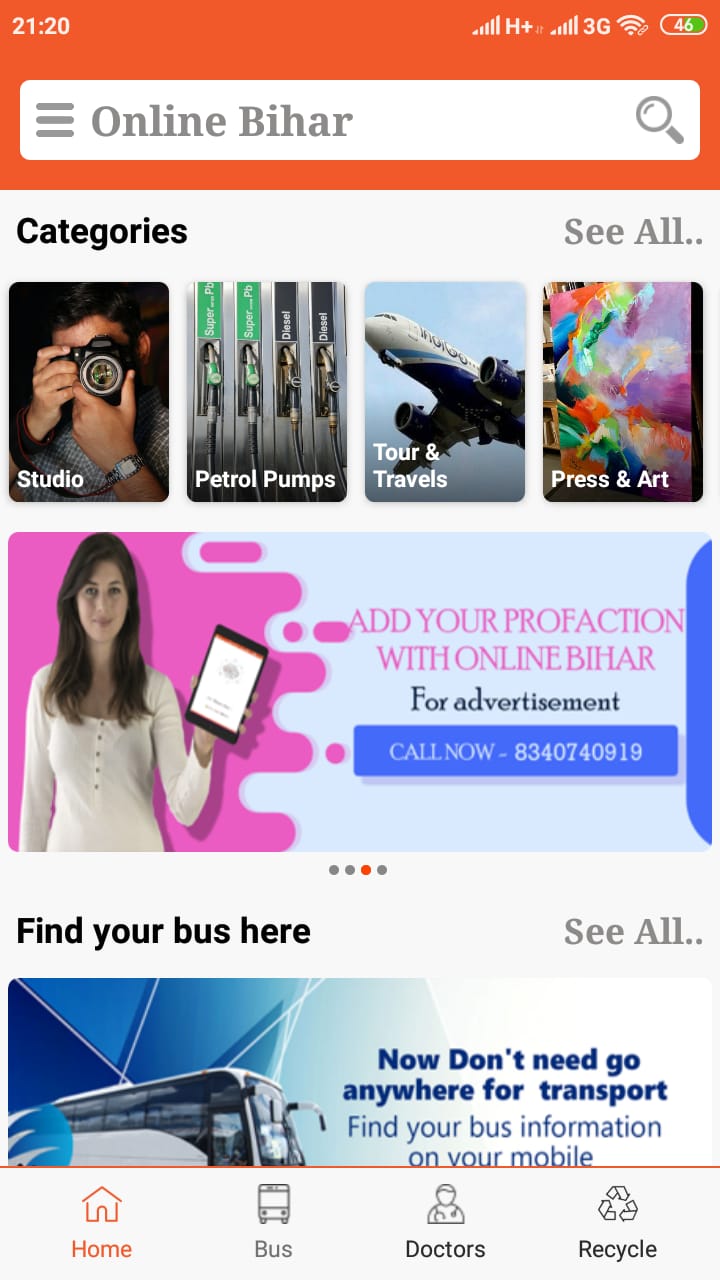 21:20
H+ 3G 46
Online Bihar
Categories
See All..
Super Pb
Super Pb
Diesel
Diesel
IndiGo
Studio
Petrol Pumps
Tour &
Travels
Press & Art
ADD YOUR PROFACTION
WITH ONLINE BIHAR
For advertisement
CALL NOW - 8340740919
Find your bus here
See All..
Now Don't need go
anywhere for transport
Find your bus information
on your mobile
Home
Bus
Doctors
Recycle